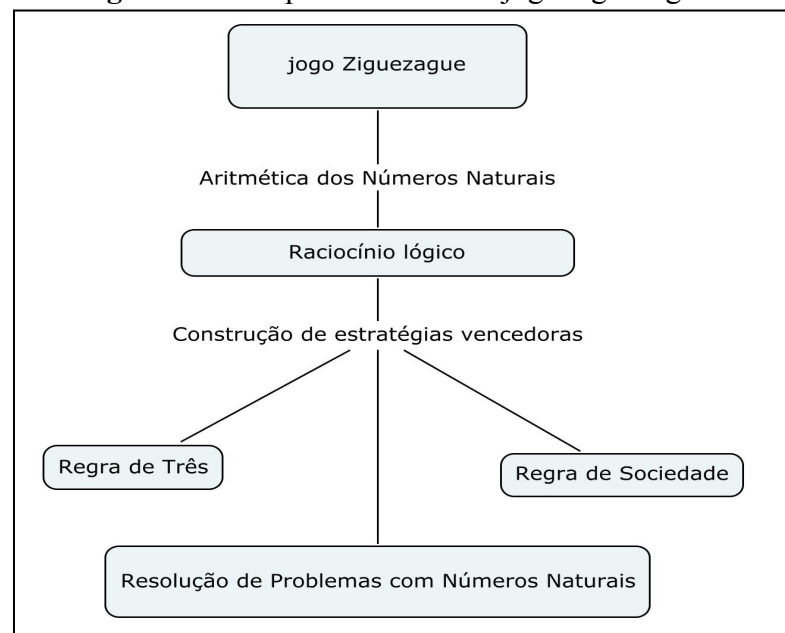 jogo Ziguezague
Aritmética dos Números Naturais
Raciocínio lógico
Construção de estratégias vencedoras
Regra de Três
Regra de Sociedade
Resolução de Problemas com Números Naturais